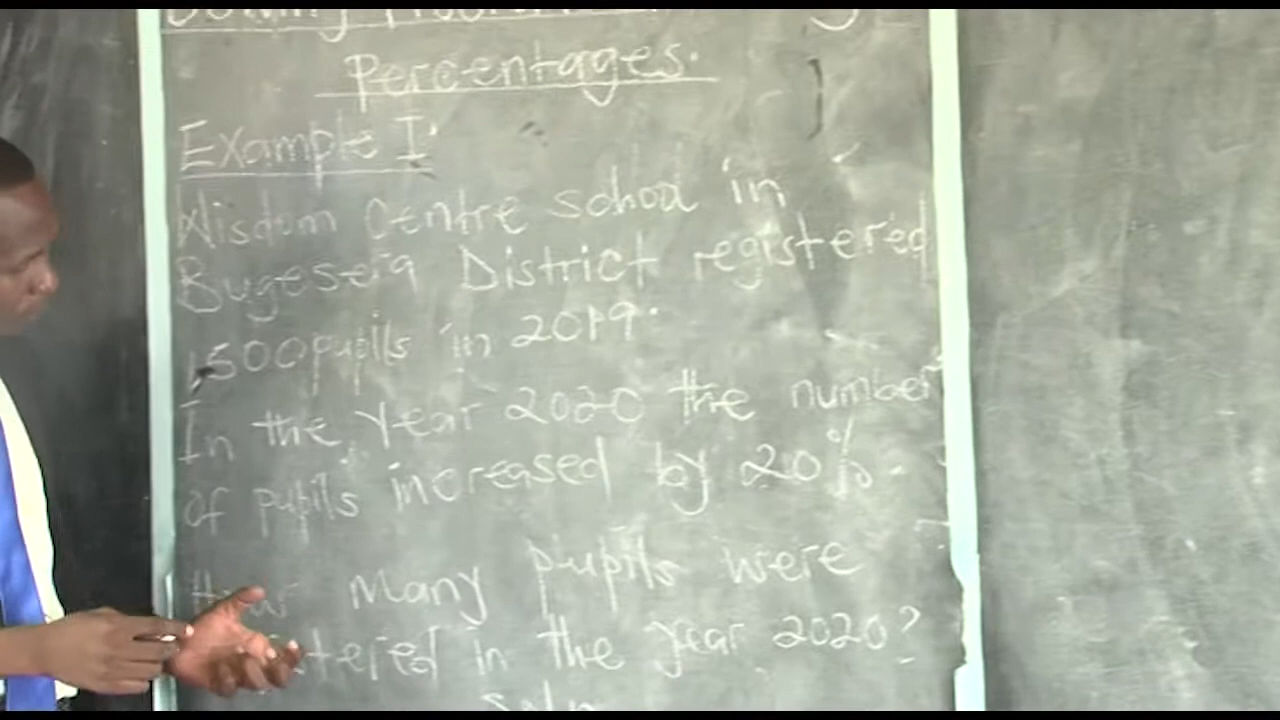 Percentages.
Example I
Wisdom Centre school in
Bugesera District registered
1500 pupils in 2019.
In the Year 2020 the number
of pupils increased by 20%.
How Many pupils were
in the year 2020?
Soln